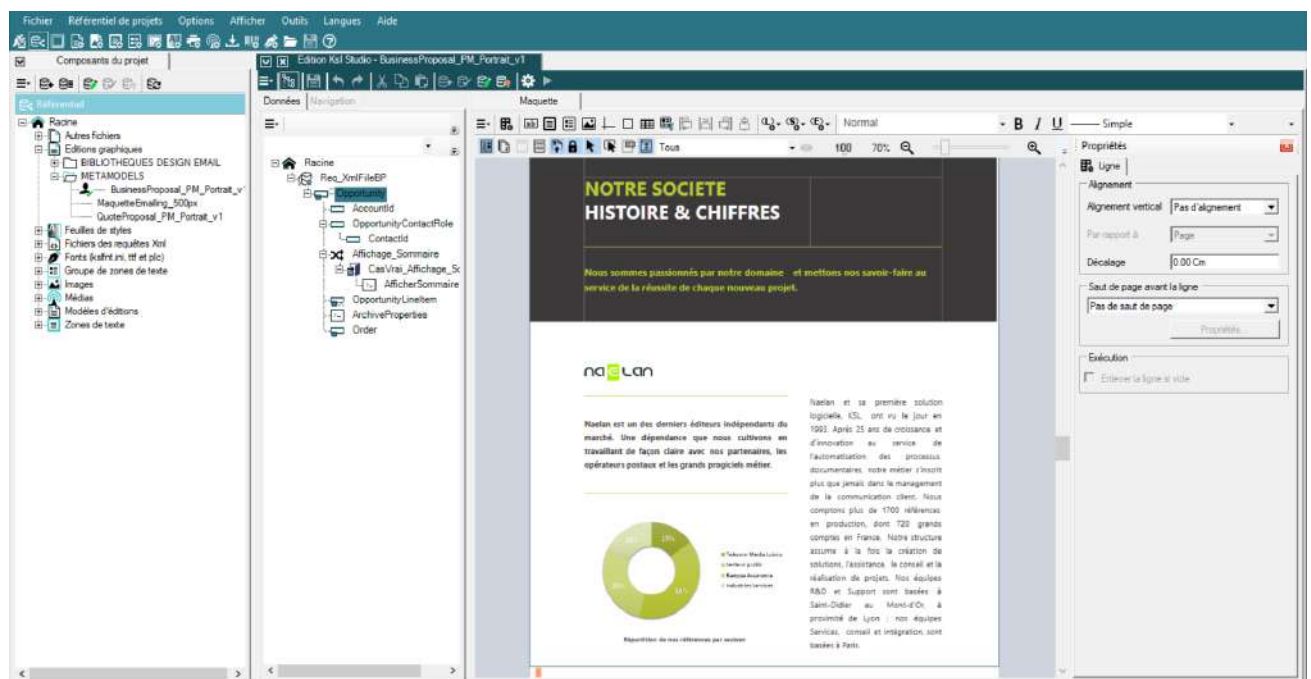 Fichier Référentiel de projets Options Afficher Outils Langues Aide
Composants du projet
Edition Ksl Studio - BusinessProposal_PM_Portrait_v1
Référentiel
Racine
Autres fichiers
Editions graphiques
BIBLIOTHEQUES DESIGN EMAIL
METAMODELS
BusinessProposal_PM_Portrait_v
MaquetteEmailing_500px
QuoteProposal_PM_Portrait_v1
Feuilles de styles
Fichiers des requêtes Xml
Fonts (kslfnt.ini, ttf et plc)
Groupe de zones de texte
Images
Médias
Modèles d'éditions
Zones de texte
Données Navigation
Racine
Req_XmlFileBP
Opportunity
AccountId
OpportunityContactRole
ContactId
Affichage_Sommaire
CasVrai_Affichage_Sc
AfficherSommaire
OpportunityLineItem
ArchiveProperties
Order
Maquette
Normal B I U Simple
Tous 100 70%
NOTRE SOCIETE
HISTOIRE & CHIFFRES
Nous sommes passionnés par notre domaine et mettons nos savoir-faire au
service de la réussite de chaque nouveau projet.
naelan
Naelan est un des derniers éditeurs indépendants du
marché. Une dépendance que nous cultivons en
travaillant de façon claire avec nos partenaires, les
opérateurs postaux et les grands progiciels métier.
Répartition de nos références par secteur
Naelan et sa première solution
logicielle, KSL, ont vu le jour en
1993. Après 25 ans de croissance et
d'innovation au service de
l'automatisation des processus
documentaires, notre métier s'inscrit
plus que jamais dans le management
de la communication client. Nous
comptons plus de 1700 références
en production, dont 720 grands
comptes en France. Notre structure
assume à la fois la création de
solutions, l'assistance, le conseil et la
réalisation de projets. Nos équipes
R&D et Support sont basées à
Saint-Didier au Mont-d'Or, à
proximité de Lyon ; nos équipes
Services, conseil et intégration sont
basées à Paris.
Propriétés
Ligne
Alignement
Alignement vertical Pas d'alignement
Par rapport à Page
Décalage 0.00 Cm
Saut de page avant la ligne
Pas de saut de page
Propriétés...
Exécution
Enlever la ligne si vide